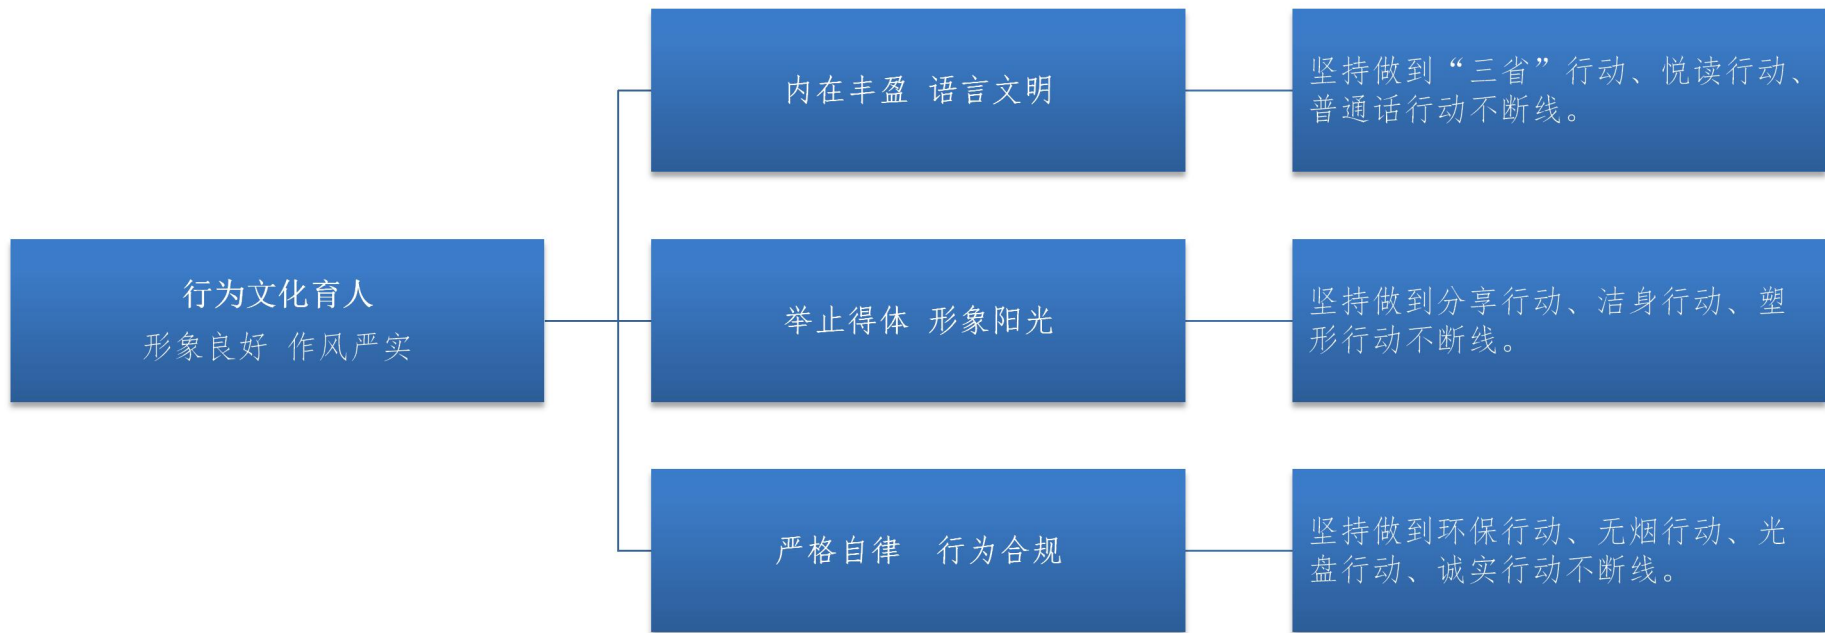 行为文化育人
形象良好 作风严实
内在丰盈 语言文明
坚持做到“三省”行动、悦读行动、
普通话行动不断线。
举止得体 形象阳光
坚持做到分享行动、洁身行动、塑
形行动不断线。
严格自律 行为合规
坚持做到环保行动、无烟行动、光
盘行动、诚实行动不断线。